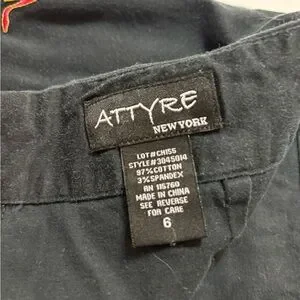 ATTYRE
NEW YORK
LOT#CH155
STYLE#3045014
97%COTTON
3%SPANDEX
RN 115760
MADE IN CHINA
SEE REVERSE
FOR CARE
6